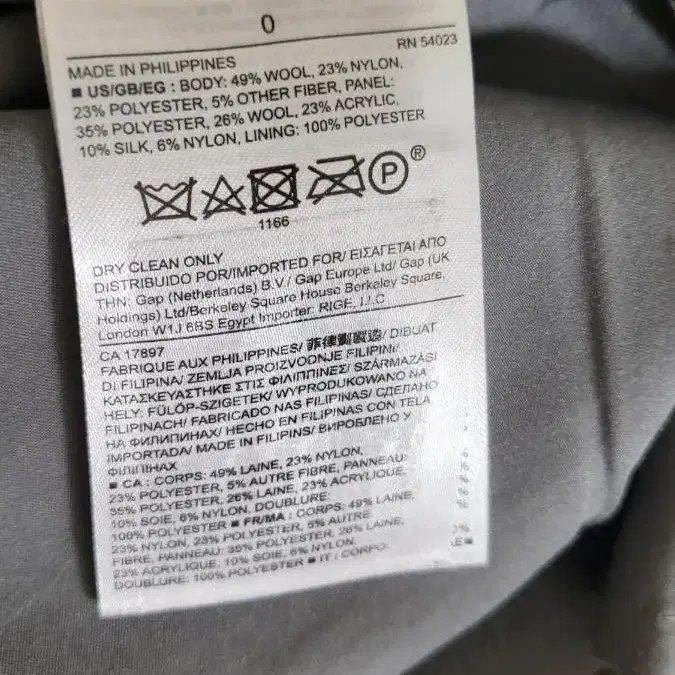 0
RN 54023
MADE IN PHILIPPINES
■ US/GB/EG : BODY: 49% WOOL, 23% NYLON,
23% POLYESTER, 5% OTHER FIBER, PANEL:
35% POLYESTER, 26% WOOL, 23% ACRYLIC,
10% SILK, 6% NYLON, LINING: 100% POLYESTER
P ®
1166
DRY CLEAN ONLY
DISTRIBUIDO POR/IMPORTED FOR/ ΕΙΣΑΓΕΤΑΙ ΑΠΟ
ΤΗΝ: Gap (Netherlands) B.V./ Gap Europe Ltd/ Gap (UK
Holdings) Ltd/Berkeley Square House Berkeley Square,
London W1J 6BS Egypt Importer: RIGE, LLC
CA 17897
FABRIQUE AUX PHILIPPINES/ 菲律賓製造/ DIBUAT
DI FILIPINA/ ZEMLJA PROIZVODNJE FILIPINI/
ΚΑΤΑΣΚΕΥΑΣΤΗΚΕ ΣΤΙΣ ΦΙΛΙΠΠΙΝΕΣ/ SZÁRMAZÁSI
HELY: FÜLÖP-SZIGETEK/ WYPRODUKOWANO NA
FILIPINACH/ FABRICADO NAS FILIPINAS/ СДЕЛАНО
НА ФИЛИПИНАХ/ HECHO EN FILIPINAS CON TELA
IMPORTADA/ MADE IN FILIPINS/ ВИРОБЛЕНО У
ФІЛІПІНАХ
■ CA : CORPS: 49% LAINE, 23% NYLON,
23% POLYESTER, 5% AUTRE FIBRE, PANNEAU:
35% POLYESTER, 26% LAINE, 23% ACRYLIQUE,
10% SOIE, 6% NYLON, DOUBLURE:
100% POLYESTER ■ FR/MA : CORPS: 49% LAINE,
23% NYLON, 23% POLYESTER, 5% AUTRE
FIBRE, PANNEAU: 35% POLYESTER, 26% LAINE,
23% ACRYLIQUE, 10% SOIE, 6% NYLON,
DOUBLURE: 100% POLYESTER ■ IT : CORPO: